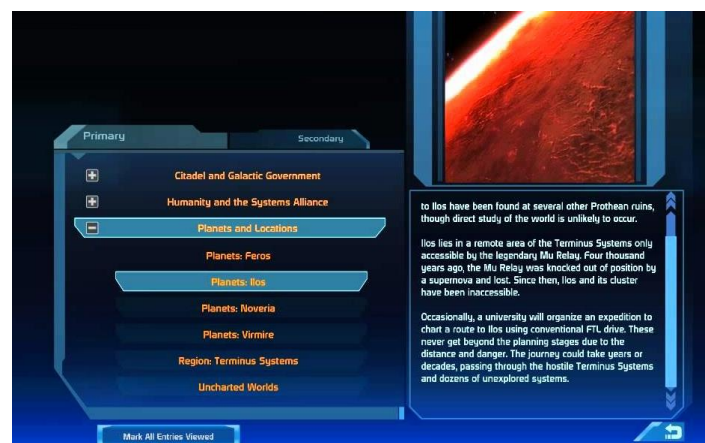 Primary
Secondary
Citadel and Galactic Government
Humanity and the Systems Alliance
Planets and Locations
Planets: Feros
Planets: Ilos
Planets: Noveria
Planets: Virmire
Region: Terminus Systems
Uncharted Worlds
Mark All Entries Viewed
to Ilos have been found at several other Prothean ruins,
though direct study of the world is unlikely to occur.
Ilos lies in a remote area of the Terminus Systems only
accessible by the legendary Mu Relay. Four thousand
years ago, the Mu Relay was knocked out of position by
a supernova and lost. Since then, Ilos and its cluster
have been inaccessible.
Occasionally, a university will organize an expedition to
chart a route to Ilos using conventional FTL drive. These
never get beyond the planning stages due to the
distance and danger. The journey could take years or
decades, passing through the hostile Terminus Systems
and dozens of unexplored systems.